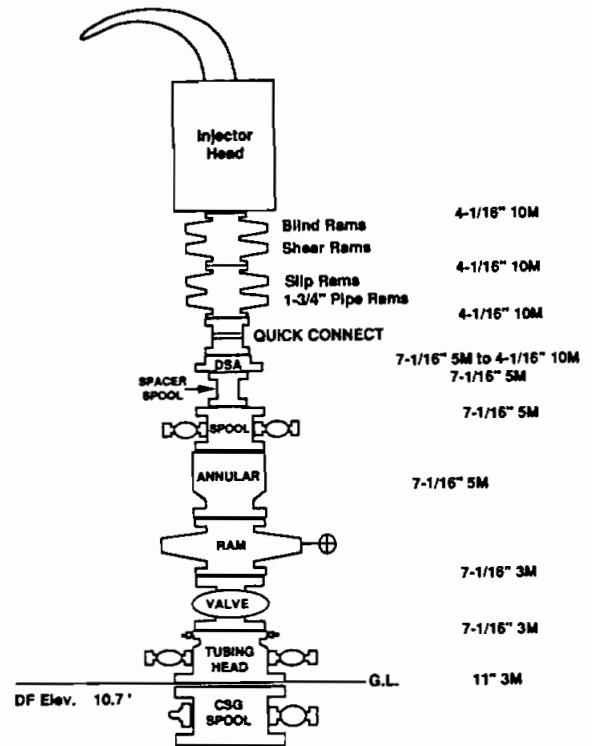 Injector
Head
4-1/16" 10M
Blind Rams
Shear Rams
4-1/16" 10M
Slip Rams
1-3/4" Pipe Rams
4-1/16" 10M
QUICK CONNECT
7-1/16" 5M to 4-1/16" 10M
DSA
7-1/16" 5M
SPACER
SPOOL
7-1/16" 5M
SPOOL
ANNULAR
7-1/16" 5M
RAM
7-1/16" 3M
VALVE
7-1/16" 3M
TUBING
HEAD
G.L.
11" 3M
DF Elev. 10.7'
CSG
SPOOL